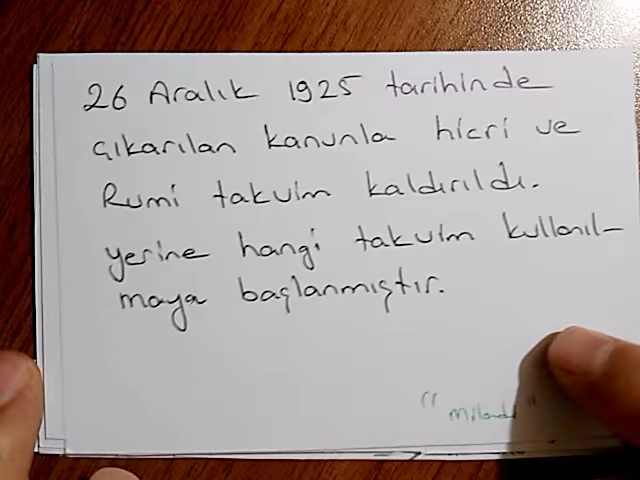 26 Aralık 1925 tarihinde
çıkarılan kanunla hicri ve
Rumi takvim kaldırıldı.
yerine hangi takvim kullanıl-
maya başlanmıştır.
"Miladi"